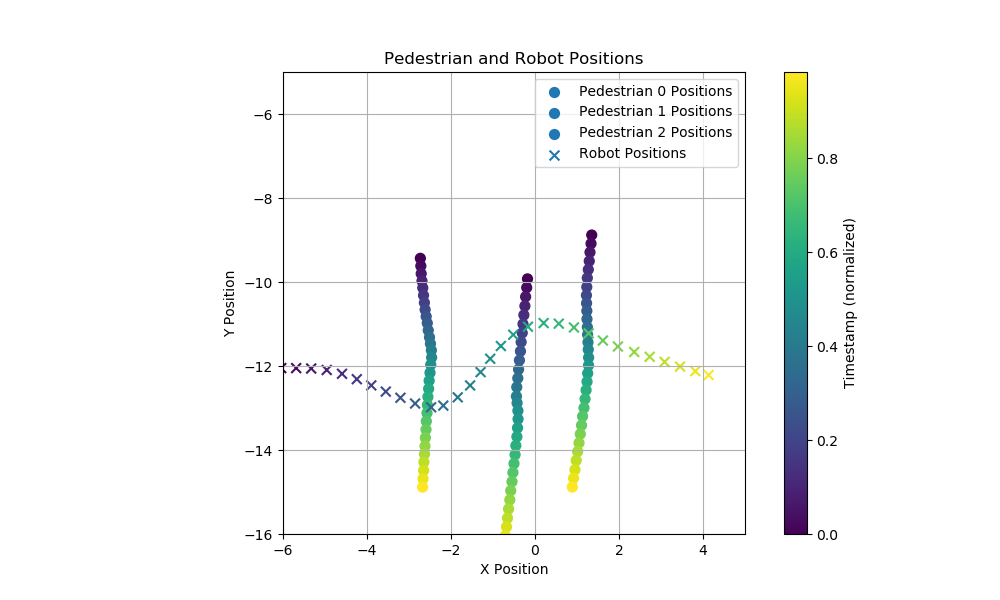 Pedestrian and Robot Positions
Pedestrian 0 Positions
Pedestrian 1 Positions
Pedestrian 2 Positions
Robot Positions
−6
−8
−10
−12
−14
−16
Y Position
−6
−4
−2
0
2
4
X Position
0.8
0.6
0.4
0.2
0.0
Timestamp (normalized)